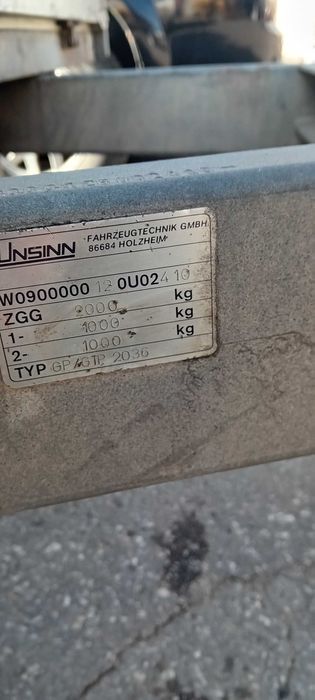 UNSINN FAHRZEUGTECHNIK GMBH
86684 HOLZHEIM
W0900000 12 0U02410
ZGG 2000 kg
1- 1000 kg
2- 1000 kg
TYP GP/GTP 2036